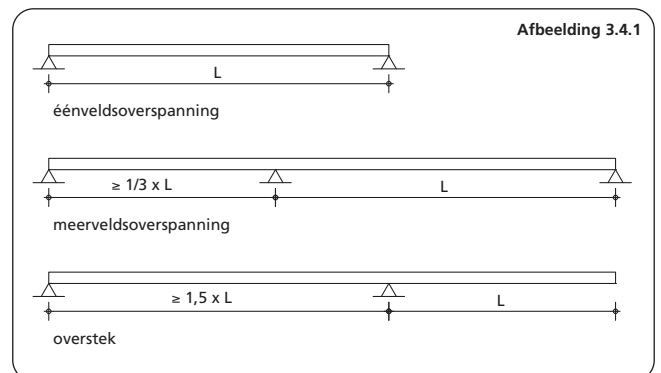 Afbeelding 3.4.1
L
éénveldsoverspanning
≥ 1/3 x L L
meerveldsoverspanning
≥ 1,5 x L L
overstek